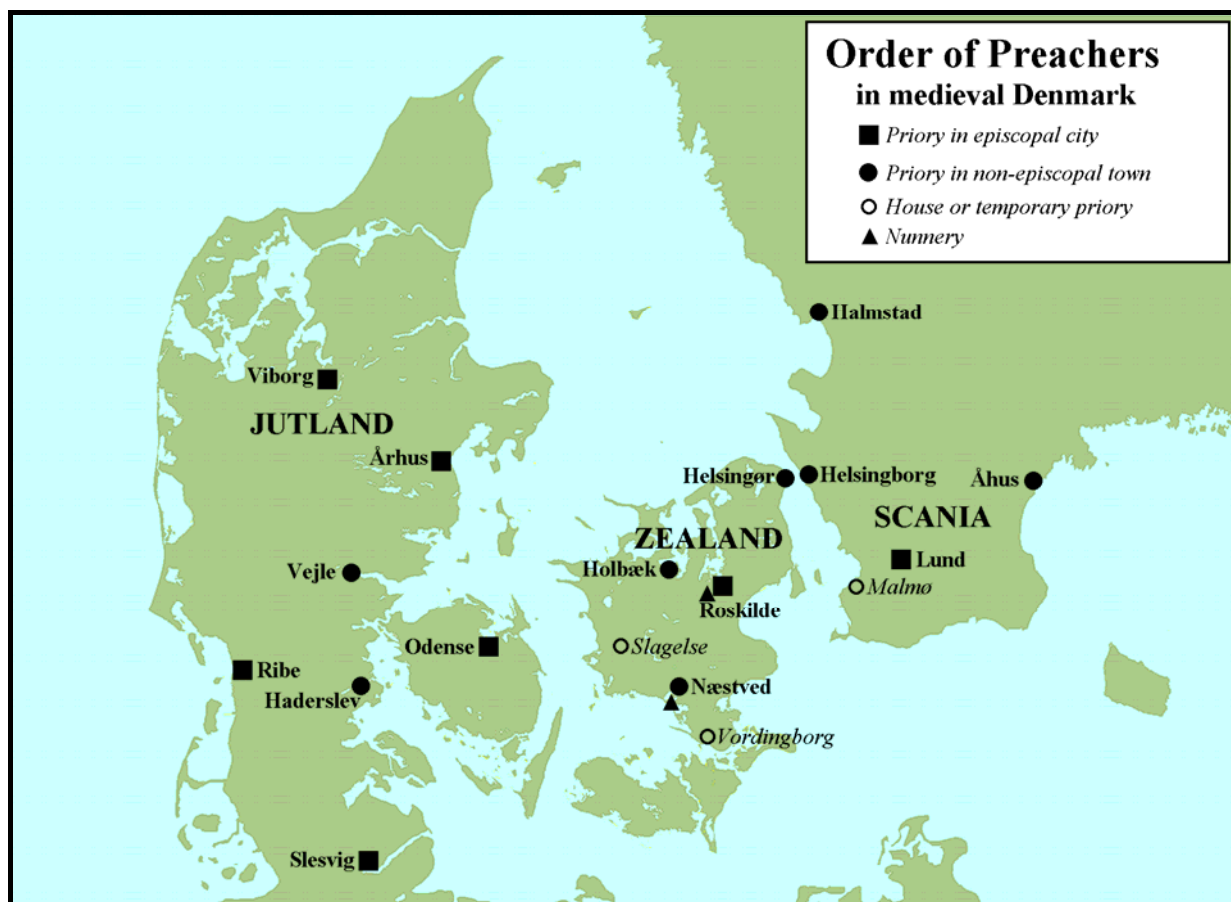 Order of Preachers
in medieval Denmark
Priory in episcopal city
Priory in non-episcopal town
House or temporary priory
Nunnery
Halmstad
Viborg
JUTLAND
Århus
Helsingør
Helsingborg
Åhus
SCANIA
ZEALAND
Lund
Holbæk
Vejle
Malmø
Roskilde
Odense
Slagelse
Ribe
Haderslev
Næstved
Vordingborg
Slesvig